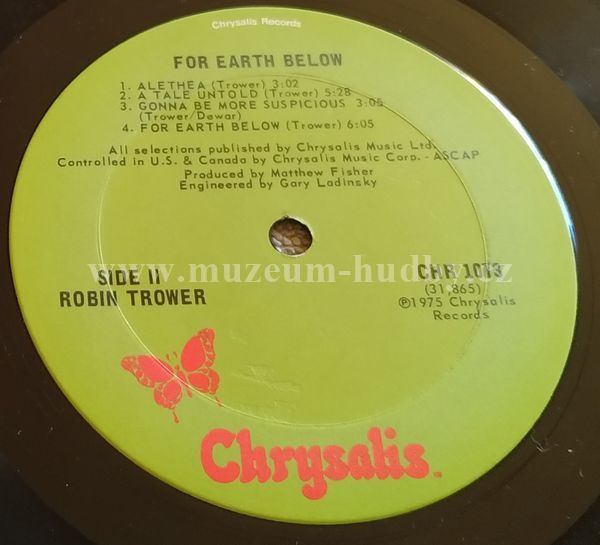 Chrysalis Records
FOR EARTH BELOW
1. ALETHEA (Trower) 3:02
2. A TALE UNTOLD (Trower) 5:28
3. GONNA BE MORE SUSPICIOUS 3:05
(Trower/Dewar)
4. FOR EARTH BELOW (Trower) 6:05
All selections published by Chrysalis Music Ltd.
Controlled in U.S. & Canada by Chrysalis Music Corp. - ASCAP
Produced by Matthew Fisher
Engineered by Gary Ladinsky
www.muzeum-hudby.cz
SIDE II
ROBIN TROWER
CHR 1073
(31,865)
℗1975 Chrysalis
Records
Chrysalis™